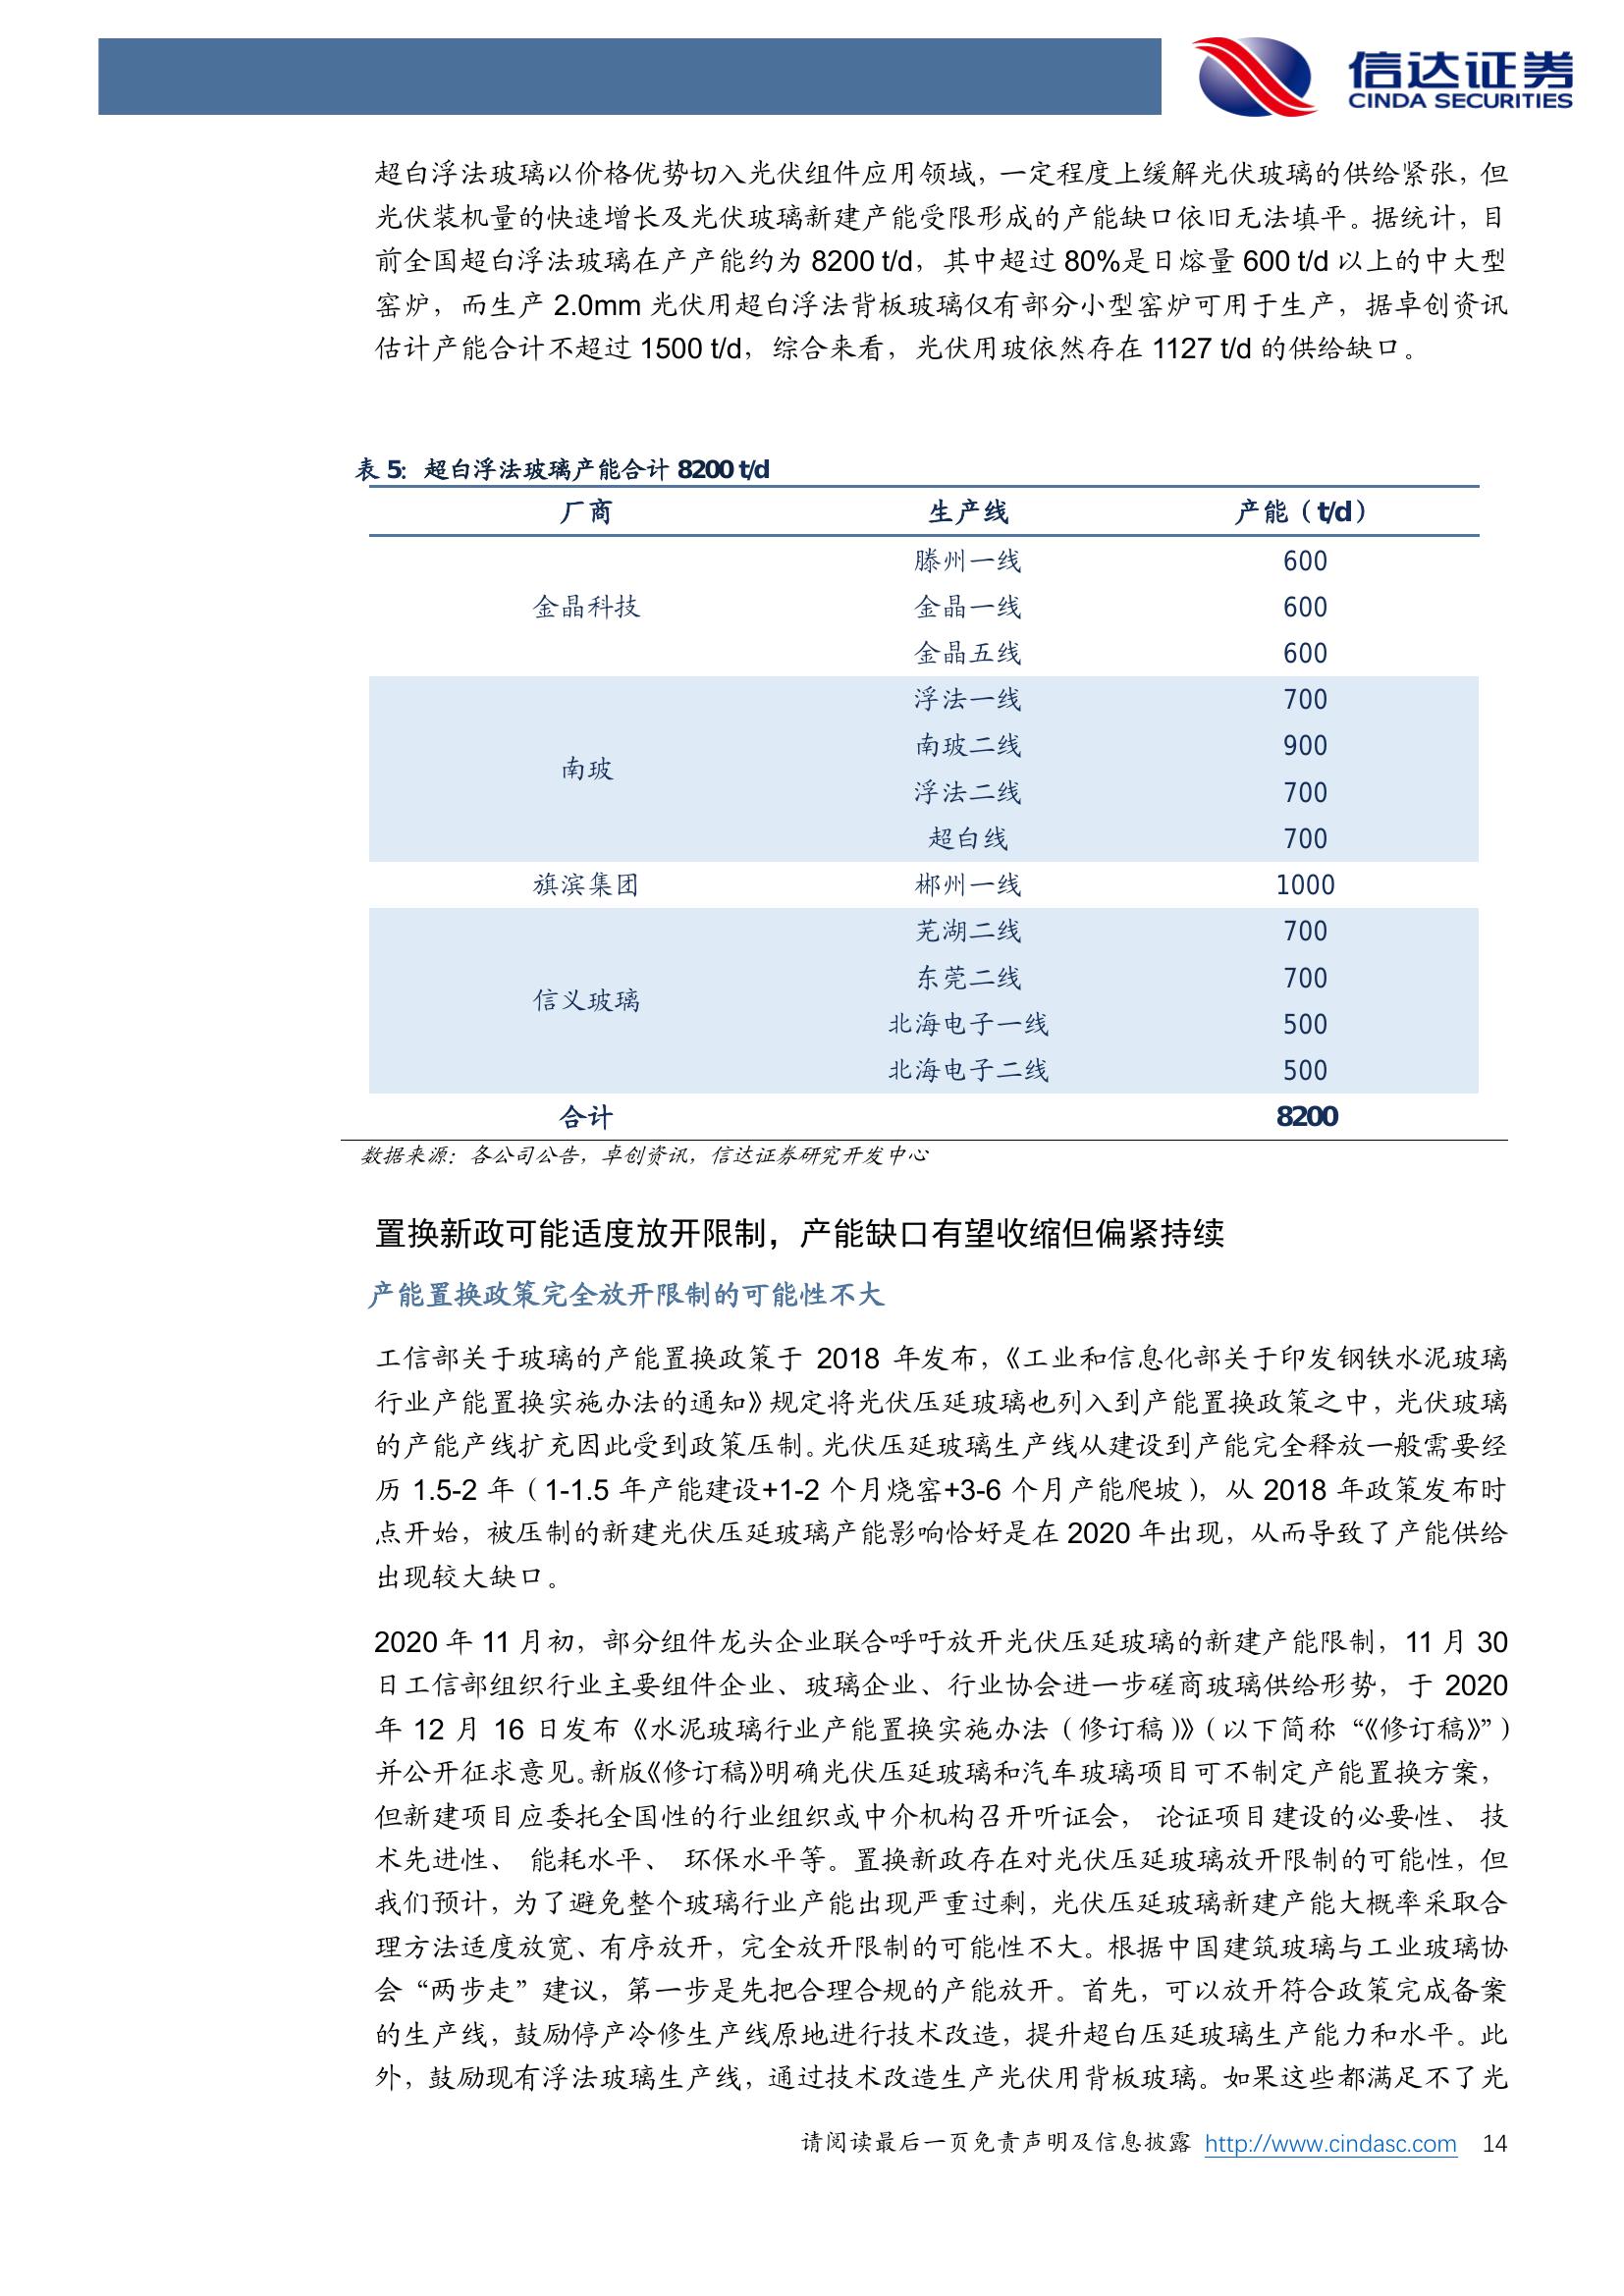 信达证券
CINDA SECURITIES
超白浮法玻璃以价格优势切入光伏组件应用领域，一定程度上缓解光伏玻璃的供给紧张，但
光伏装机量的快速增长及光伏玻璃新建产能受限形成的产能缺口依旧无法填平。据统计，目
前全国超白浮法玻璃在产产能约为 8200 t/d，其中超过 80%是日熔量 600 t/d 以上的中大型
窑炉，而生产 2.0mm 光伏用超白浮法背板玻璃仅有部分小型窑炉可用于生产，据卓创资讯
估计产能合计不超过 1500 t/d，综合来看，光伏用玻依然存在 1127 t/d 的供给缺口。
表 5: 超白浮法玻璃产能合计 8200 t/d
厂商 生产线 产能（t/d）
滕州一线 600
金晶科技 金晶一线 600
金晶五线 600
浮法一线 700
南玻二线 900
南玻
浮法二线 700
超白线 700
旗滨集团 郴州一线 1000
芜湖二线 700
东莞二线 700
信义玻璃
北海电子一线 500
北海电子二线 500
合计 8200
数据来源：各公司公告，卓创资讯，信达证券研究开发中心
置换新政可能适度放开限制，产能缺口有望收缩但偏紧持续
产能置换政策完全放开限制的可能性不大
工信部关于玻璃的产能置换政策于 2018 年发布，《工业和信息化部关于印发钢铁水泥玻璃
行业产能置换实施办法的通知》规定将光伏压延玻璃也列入到产能置换政策之中，光伏玻璃
的产能产线扩充因此受到政策压制。光伏压延玻璃生产线从建设到产能完全释放一般需要经
历 1.5-2 年（1-1.5 年产能建设+1-2 个月烧窑+3-6 个月产能爬坡），从 2018 年政策发布时
点开始，被压制的新建光伏压延玻璃产能影响恰好是在 2020 年出现，从而导致了产能供给
出现较大缺口。
2020 年 11 月初，部分组件龙头企业联合呼吁放开光伏压延玻璃的新建产能限制，11 月 30
日工信部组织行业主要组件企业、玻璃企业、行业协会进一步磋商玻璃供给形势，于 2020
年 12 月 16 日发布《水泥玻璃行业产能置换实施办法（修订稿）》（以下简称“《修订稿》”）
并公开征求意见。新版《修订稿》明确光伏压延玻璃和汽车玻璃项目可不制定产能置换方案，
但新建项目应委托全国性的行业组织或中介机构召开听证会， 论证项目建设的必要性、 技
术先进性、 能耗水平、 环保水平等。置换新政存在对光伏压延玻璃放开限制的可能性，但
我们预计，为了避免整个玻璃行业产能出现严重过剩，光伏压延玻璃新建产能大概率采取合
理方法适度放宽、有序放开，完全放开限制的可能性不大。根据中国建筑玻璃与工业玻璃协
会“两步走”建议，第一步是先把合理合规的产能放开。首先，可以放开符合政策完成备案
的生产线，鼓励停产冷修生产线原地进行技术改造，提升超白压延玻璃生产能力和水平。此
外，鼓励现有浮法玻璃生产线，通过技术改造生产光伏用背板玻璃。如果这些都满足不了光
请阅读最后一页免责声明及信息披露 http://www.cindasc.com 14